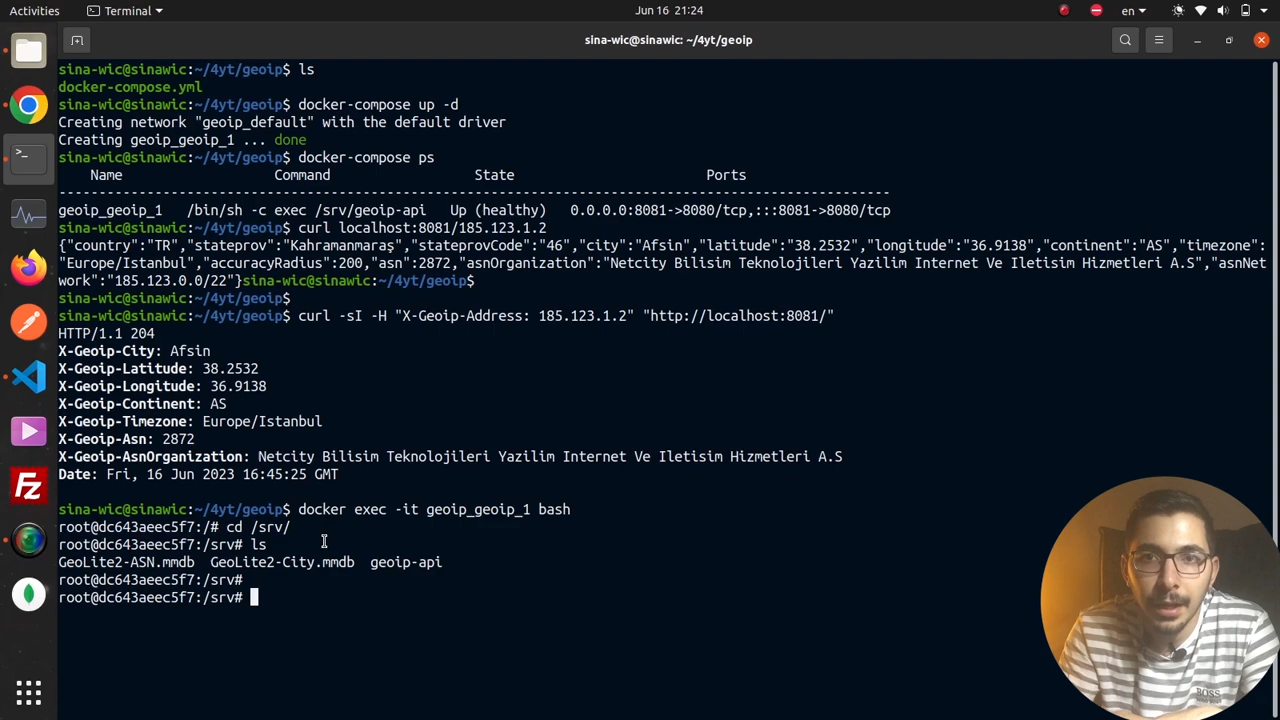 Activities
Terminal
Jun 16 21:24
en
sina-wic@sinawic: ~/4yt/geoip
sina-wic@sinawic:~/4yt/geoip$ ls
docker-compose.yml
sina-wic@sinawic:~/4yt/geoip$ docker-compose up -d
Creating network "geoip_default" with the default driver
Creating geoip_geoip_1 ... done
sina-wic@sinawic:~/4yt/geoip$ docker-compose ps
Name Command State Ports
--------------------------------------------------------------------------------------------------------
geoip_geoip_1 /bin/sh -c exec /srv/geoip-api Up (healthy) 0.0.0.0:8081->8080/tcp,:::8081->8080/tcp
sina-wic@sinawic:~/4yt/geoip$ curl localhost:8081/185.123.1.2
{"country":"TR","stateprov":"Kahramanmaraş","stateprovCode":"46","city":"Afsin","latitude":"38.2532","longitude":"36.9138","continent":"AS","timezone":
"Europe/Istanbul","accuracyRadius":200,"asn":2872,"asnOrganization":"Netcity Bilisim Teknolojileri Yazilim Internet Ve Iletisim Hizmetleri A.S","asnNet
work":"185.123.0.0/22"}sina-wic@sinawic:~/4yt/geoip$
sina-wic@sinawic:~/4yt/geoip$
sina-wic@sinawic:~/4yt/geoip$ curl -sI -H "X-Geoip-Address: 185.123.1.2" "http://localhost:8081/"
HTTP/1.1 204
X-Geoip-City: Afsin
X-Geoip-Latitude: 38.2532
X-Geoip-Longitude: 36.9138
X-Geoip-Continent: AS
X-Geoip-Timezone: Europe/Istanbul
X-Geoip-Asn: 2872
X-Geoip-AsnOrganization: Netcity Bilisim Teknolojileri Yazilim Internet Ve Iletisim Hizmetleri A.S
Date: Fri, 16 Jun 2023 16:45:25 GMT
sina-wic@sinawic:~/4yt/geoip$ docker exec -it geoip_geoip_1 bash
root@dc643aeec5f7:/# cd /srv/
root@dc643aeec5f7:/srv# ls
GeoLite2-ASN.mmdb GeoLite2-City.mmdb geoip-api
root@dc643aeec5f7:/srv#
root@dc643aeec5f7:/srv#
Fz
BOSS